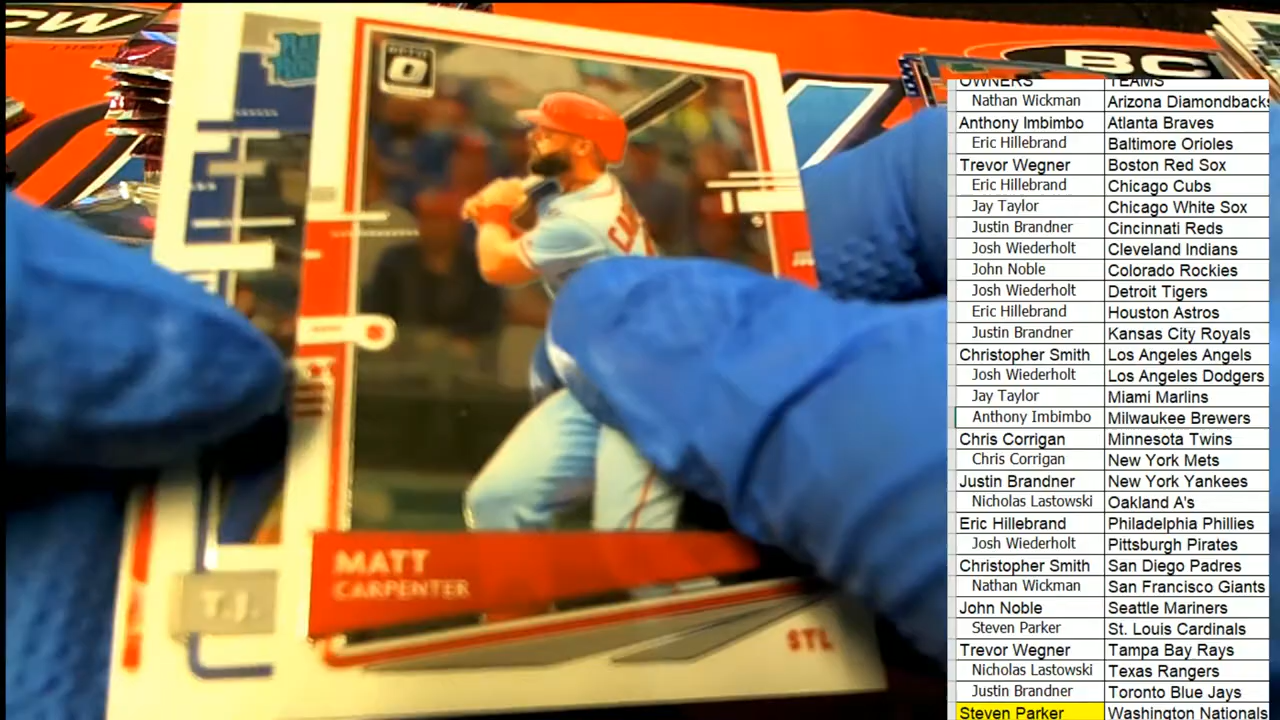 CW
BC
OPTIC
MATT
CARPENTER
STL
OWNERS TEAMS
Nathan Wickman Arizona Diamondbacks
Anthony Imbimbo Atlanta Braves
Eric Hillebrand Baltimore Orioles
Trevor Wegner Boston Red Sox
Eric Hillebrand Chicago Cubs
Jay Taylor Chicago White Sox
Justin Brandner Cincinnati Reds
Josh Wiederholt Cleveland Indians
John Noble Colorado Rockies
Josh Wiederholt Detroit Tigers
Eric Hillebrand Houston Astros
Justin Brandner Kansas City Royals
Christopher Smith Los Angeles Angels
Josh Wiederholt Los Angeles Dodgers
Jay Taylor Miami Marlins
Anthony Imbimbo Milwaukee Brewers
Chris Corrigan Minnesota Twins
Chris Corrigan New York Mets
Justin Brandner New York Yankees
Nicholas Lastowski Oakland A's
Eric Hillebrand Philadelphia Phillies
Josh Wiederholt Pittsburgh Pirates
Christopher Smith San Diego Padres
Nathan Wickman San Francisco Giants
John Noble Seattle Mariners
Steven Parker St. Louis Cardinals
Trevor Wegner Tampa Bay Rays
Nicholas Lastowski Texas Rangers
Justin Brandner Toronto Blue Jays
Steven Parker Washington Nationals